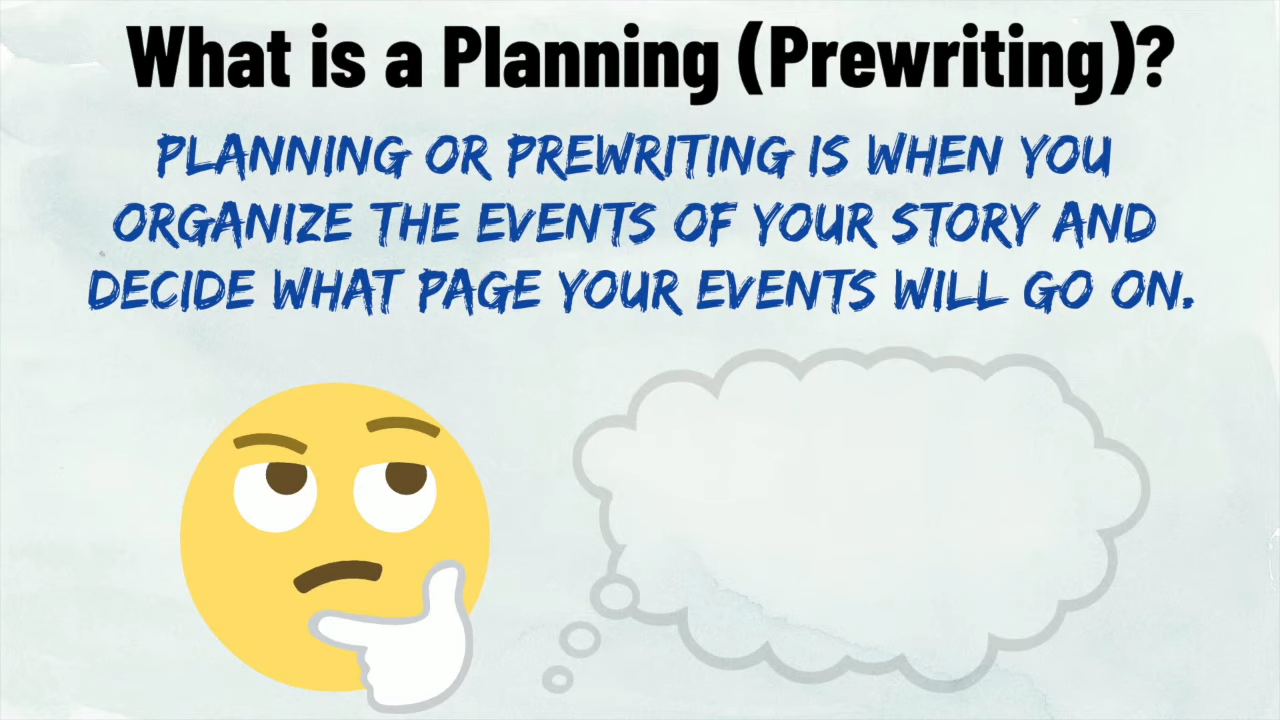 What is a Planning (Prewriting)?
PLANNING OR PREWRITING IS WHEN YOU
ORGANIZE THE EVENTS OF YOUR STORY AND
DECIDE WHAT PAGE YOUR EVENTS WILL GO ON.